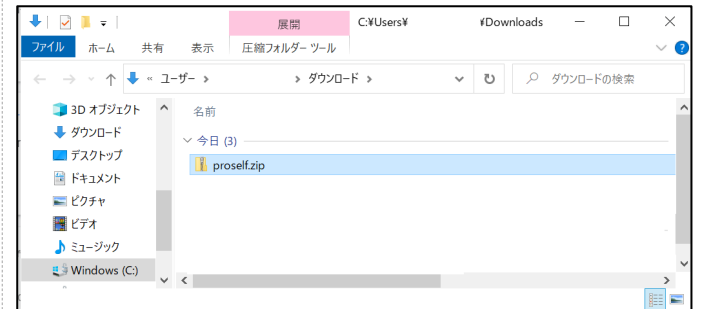 展開 C:¥Users¥ ¥Downloads
ファイル ホーム 共有 表示 圧縮フォルダー ツール
« ユーザー > > ダウンロード > ダウンロードの検索
3D オブジェクト
ダウンロード
デスクトップ
ドキュメント
ピクチャ
ビデオ
ミュージック
Windows (C:)
名前
今日 (3)
proself.zip